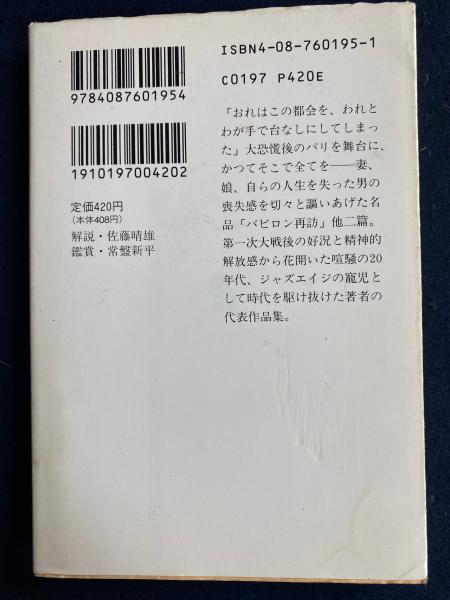 ISBN4-08-760195-1
C0197 P420E
9784087601954
1910197004202
定価420円
(本体408円)
解説・佐藤晴雄
鑑賞・常盤新平
「おれはこの都会を、われと
わが手で台なしにしてしまっ
た」大恐慌後のパリを舞台に、
かつてそこで全てを――妻、
娘、自らの人生を失った男の
喪失感を切々と謳いあげた名
品「バビロン再訪」他二篇。
第一次大戦後の好況と精神的
解放感から花開いた喧騒の20
年代、ジャズエイジの寵児と
して時代を駆け抜けた著者の
代表作品集。